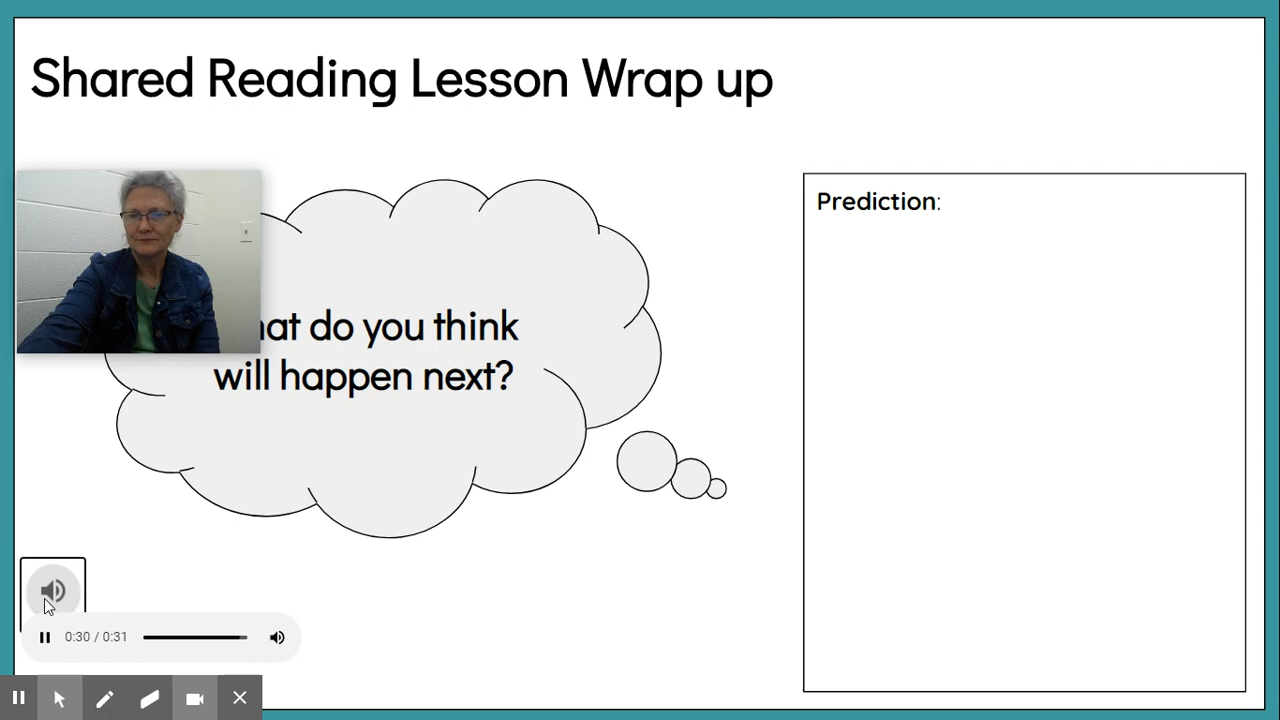 Shared Reading Lesson Wrap up
Prediction:
hat do you think
will happen next?
0:30 / 0:31